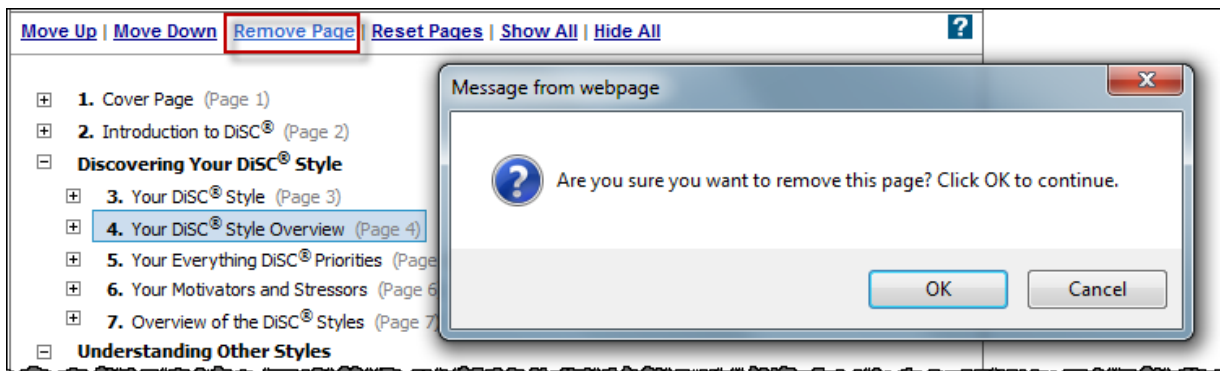 Move Up | Move Down Remove Page | Reset Pages | Show All | Hide All ?
Message from webpage
1. Cover Page (Page 1)
2. Introduction to DiSC® (Page 2)
Discovering Your DiSC® Style
3. Your DiSC® Style (Page 3)
4. Your DiSC® Style Overview (Page 4)
5. Your Everything DiSC® Priorities (Page
6. Your Motivators and Stressors (Page 6
7. Overview of the DiSC® Styles (Page 7)
Understanding Other Styles
Are you sure you want to remove this page? Click OK to continue.
OK Cancel